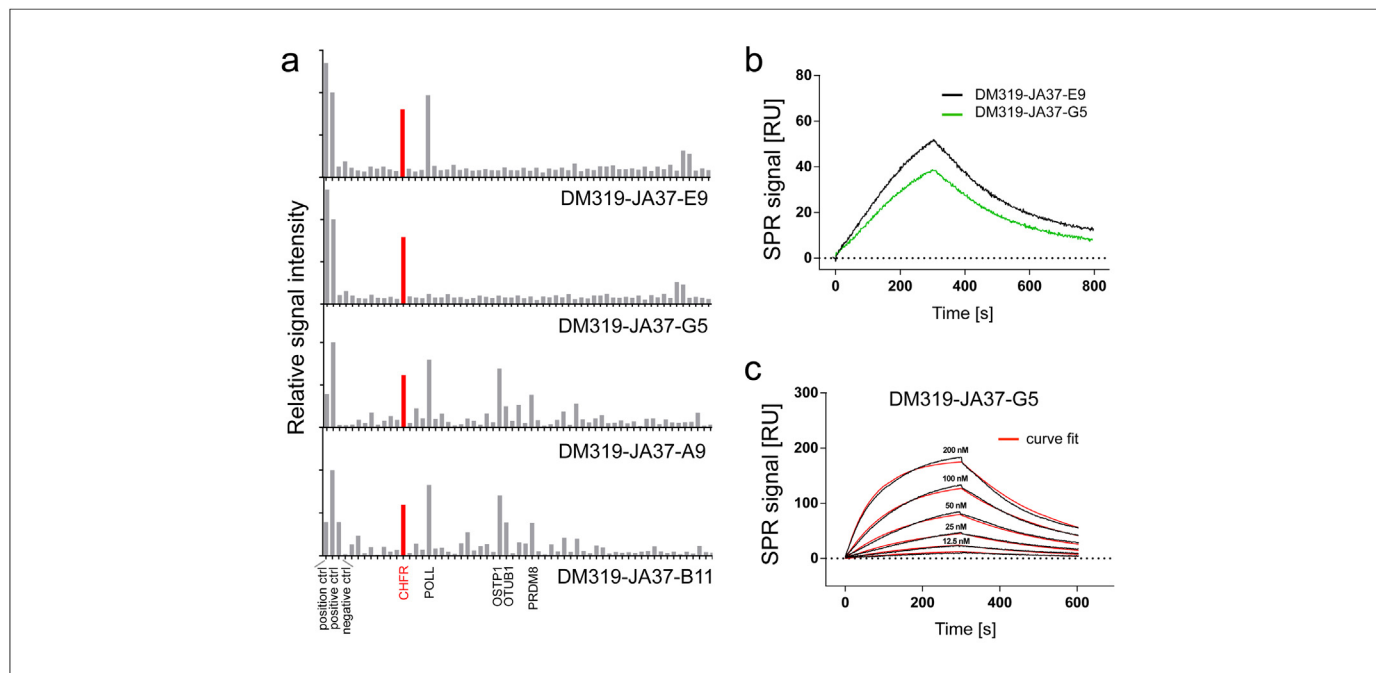 a
Relative signal intensity
DM319-JA37-E9
DM319-JA37-G5
DM319-JA37-A9
DM319-JA37-B11
position ctrl
positive ctrl
negative ctrl
CHFR
POLL
OSTP1
OTUB1
PRDM8
b
SPR signal [RU]
80
60
40
20
0
DM319-JA37-E9
DM319-JA37-G5
0 200 400 600 800
Time [s]
c
DM319-JA37-G5
SPR signal [RU]
300
200
100
0
curve fit
200 nM
100 nM
50 nM
25 nM
12.5 nM
0 200 400 600
Time [s]